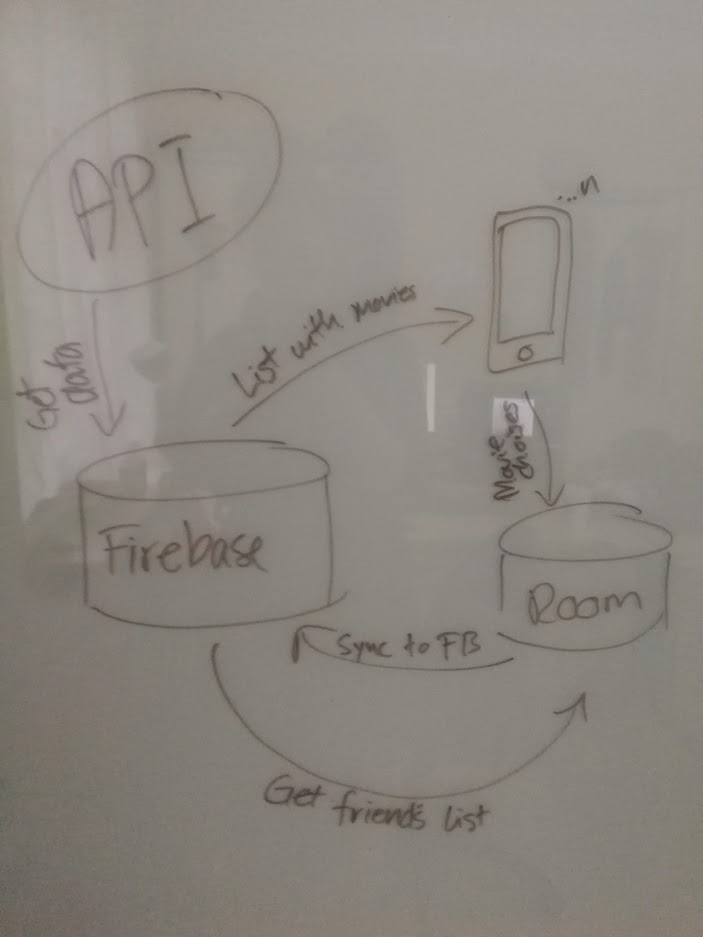 API
...n
Get
data
List with movies
Movie
choises
Firebase
Room
Sync to FB
Get friends list